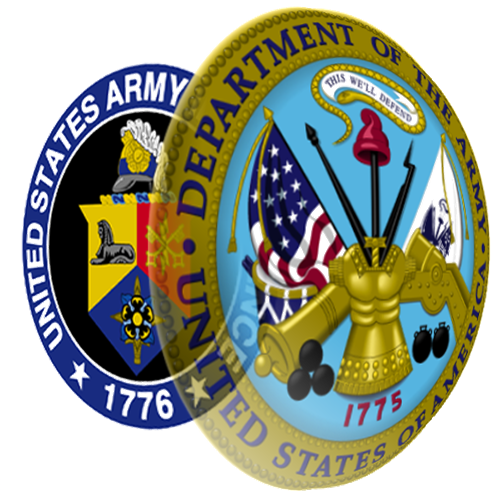 UNITED STATES ARMY
1776
DEPARTMENT OF THE ARMY
THIS WE'LL DEFEND
1775
UNITED STATES OF AMERICA